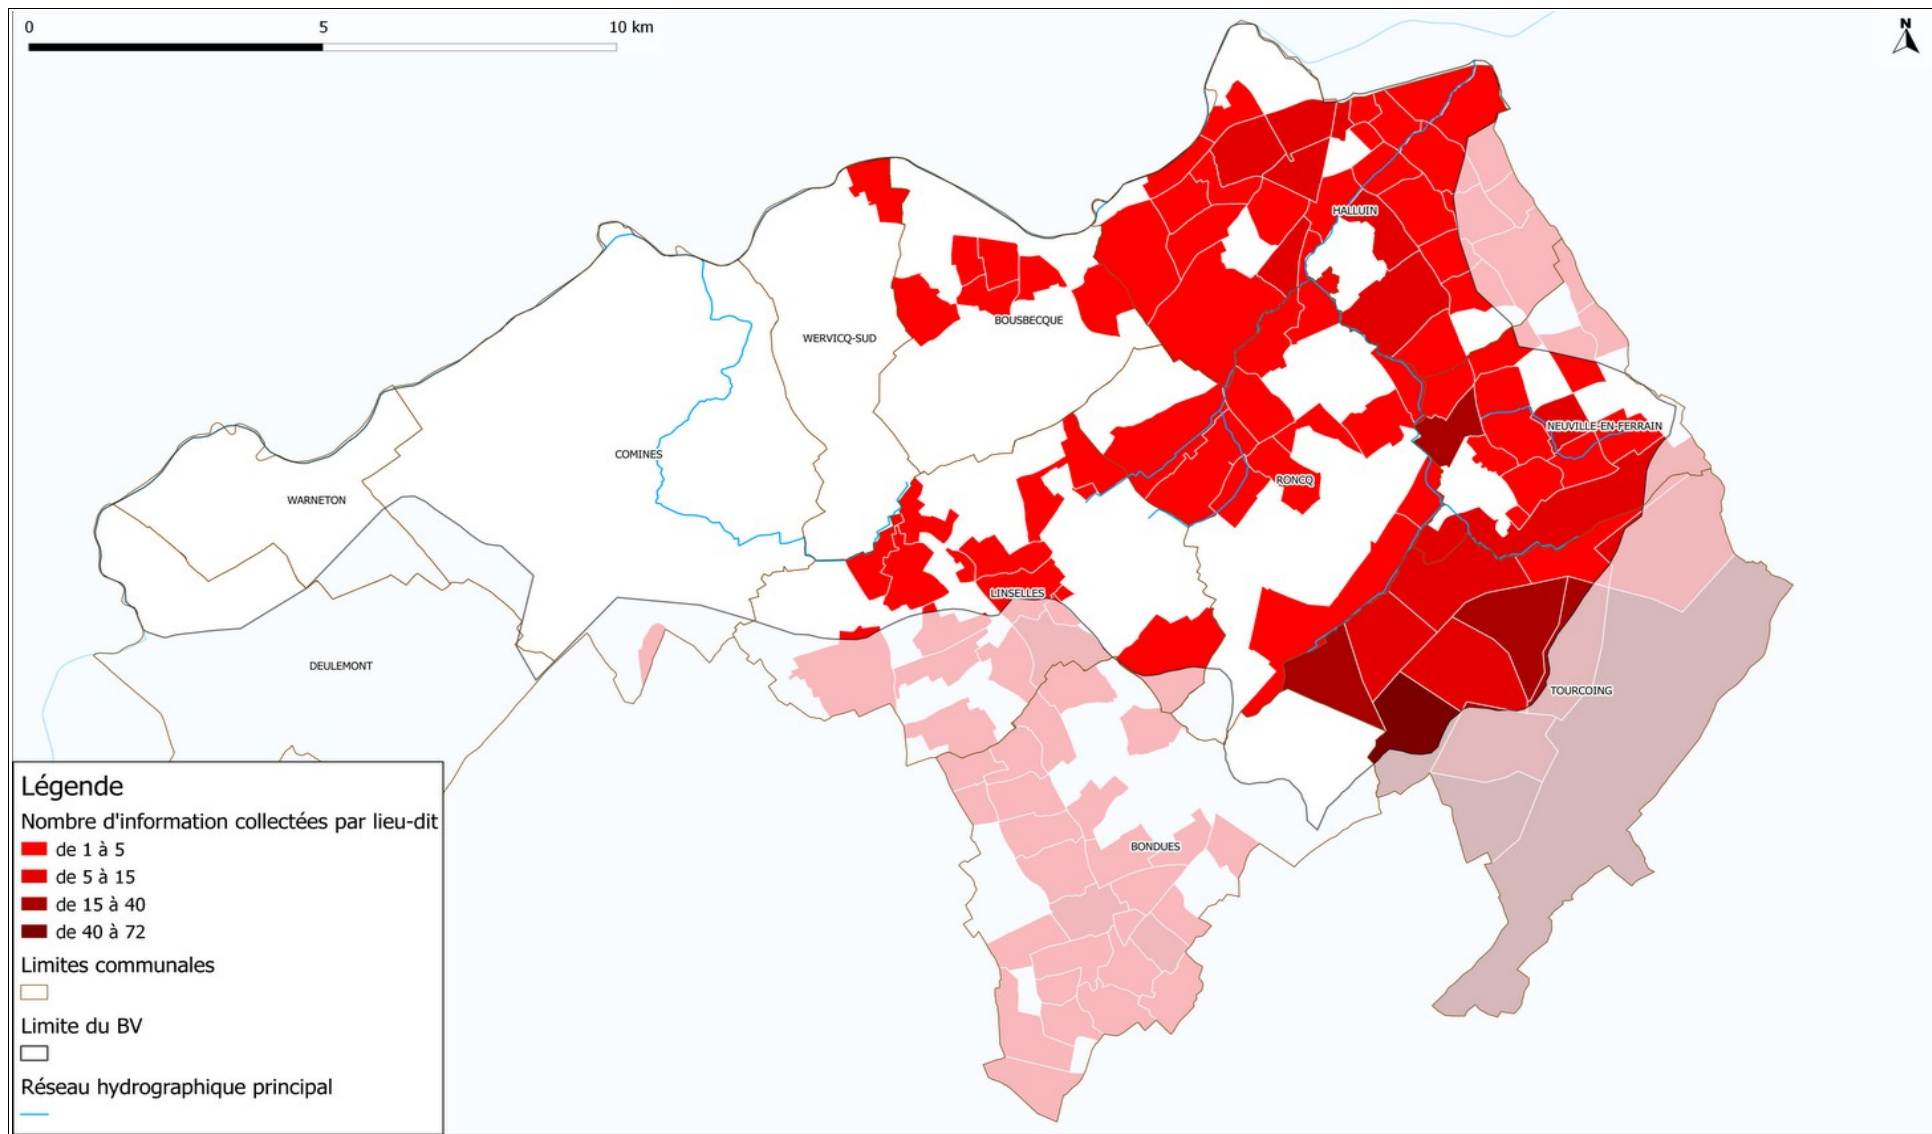 0 5 10 km
N
HALLUIN
BOUSBECQUE
WERVICQ-SUD
NEUVILLE-EN-FERRAIN
COMINES
RONCQ
WARNETON
LINSELLES
DEULEMONT
TOURCOING
BONDUES
Légende
Nombre d'information collectées par lieu-dit
de 1 à 5
de 5 à 15
de 15 à 40
de 40 à 72
Limites communales
Limite du BV
Réseau hydrographique principal